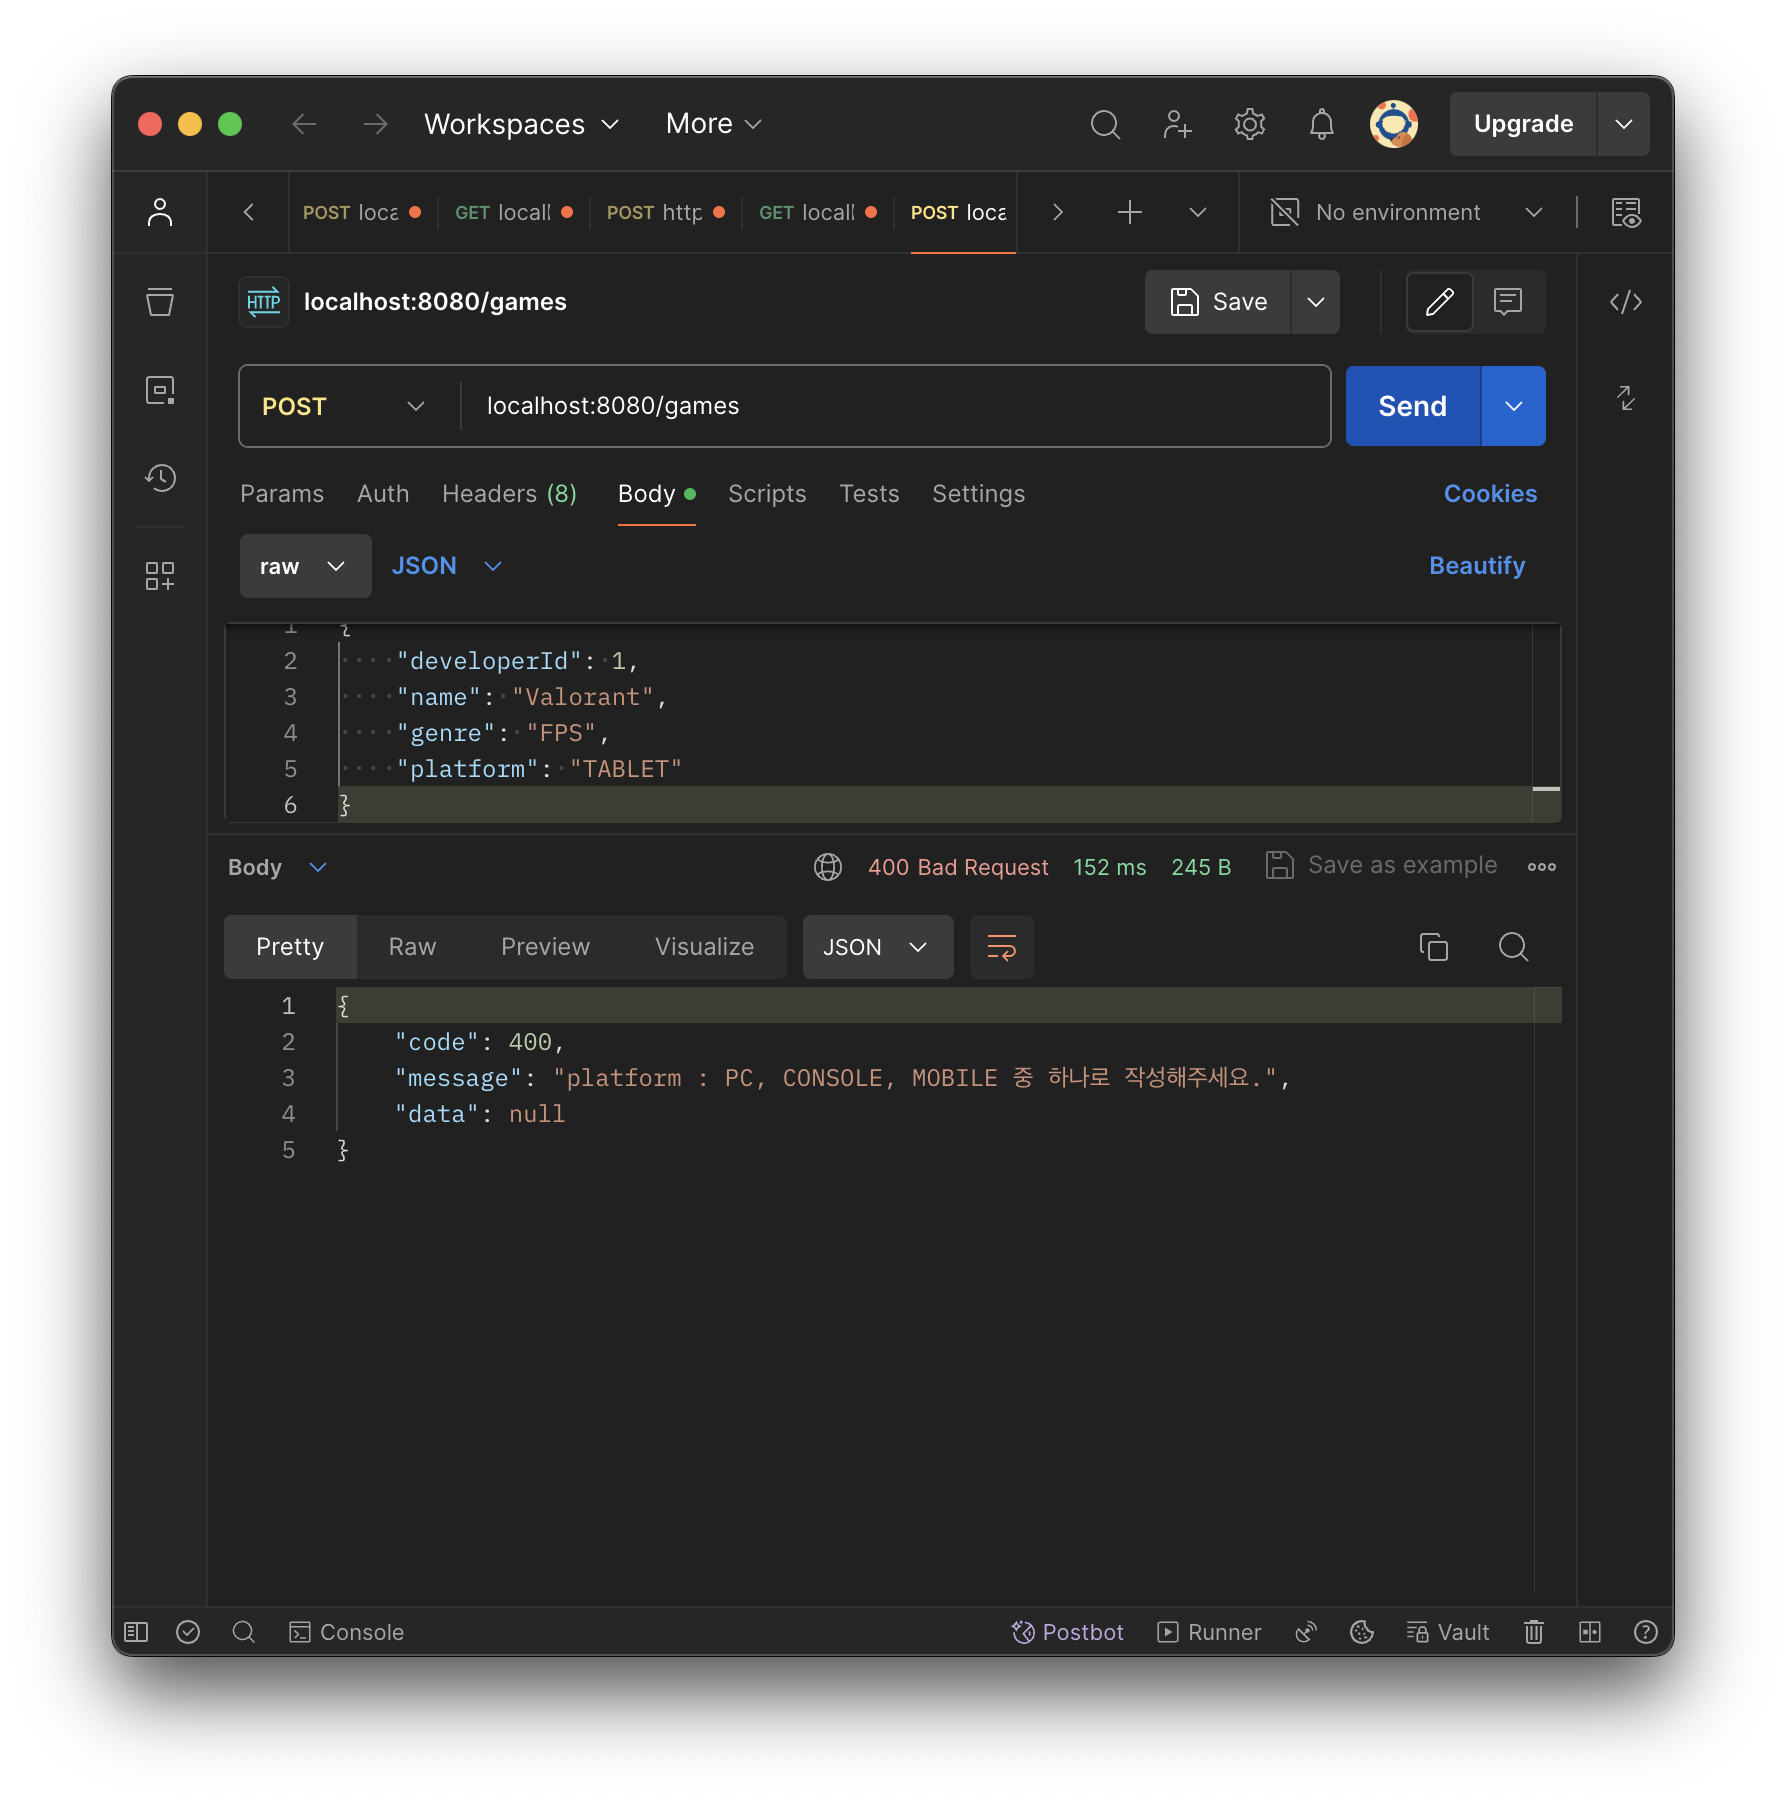 Workspaces More Upgrade
POST loca GET locall POST http GET locall POST loca No environment
HTTP localhost:8080/games Save
POST localhost:8080/games Send
Params Auth Headers (8) Body Scripts Tests Settings Cookies
raw JSON Beautify
1 {
2 "developerId": 1,
3 "name": "Valorant",
4 "genre": "FPS",
5 "platform": "TABLET"
6 }
Body 400 Bad Request 152 ms 245 B Save as example
Pretty Raw Preview Visualize JSON
1 {
2 "code": 400,
3 "message": "platform : PC, CONSOLE, MOBILE 중 하나로 작성해주세요.",
4 "data": null
5 }
Console Postbot Runner Vault